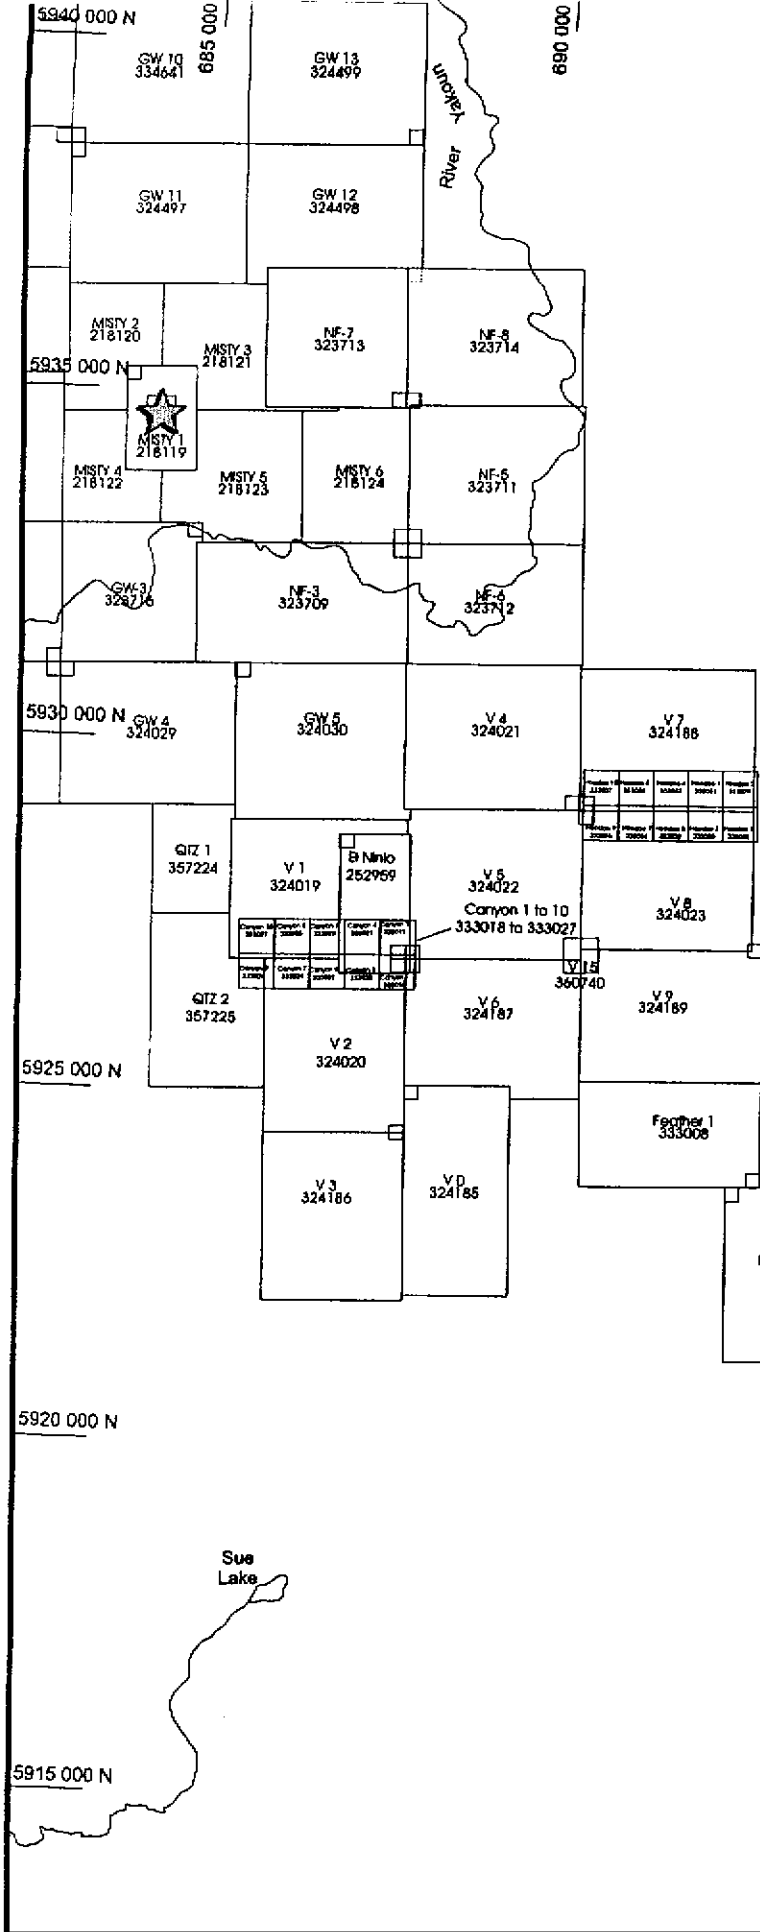 5940 000 N
685 000
690 000
GW 10
334641
GW 13
324499
Yakoun
River
GW 11
324497
GW 12
324498
MISTY 2
218120
MISTY 3
218121
NF-7
323713
NF-8
323714
5935 000 N
MISTY 1
218119
MISTY 4
218122
MISTY 5
218123
MISTY 6
218124
NF-5
323711
GW-3
NF-3
323709
NF-6
323712
5930 000 N
GW 4
324029
GW 5
324030
V 4
324021
V 7
324188
QTZ 1
357224
V 1
324019
El Ninio
252959
V 5
324022
V 8
324023
Canyon 1 to 10
333018 to 333027
QTZ 2
357225
V 6
324187
V 15
360740
V 9
324189
V 2
324020
5925 000 N
Feather 1
333008
V 3
324186
V D
324185
5920 000 N
Sue
Lake
5915 000 N